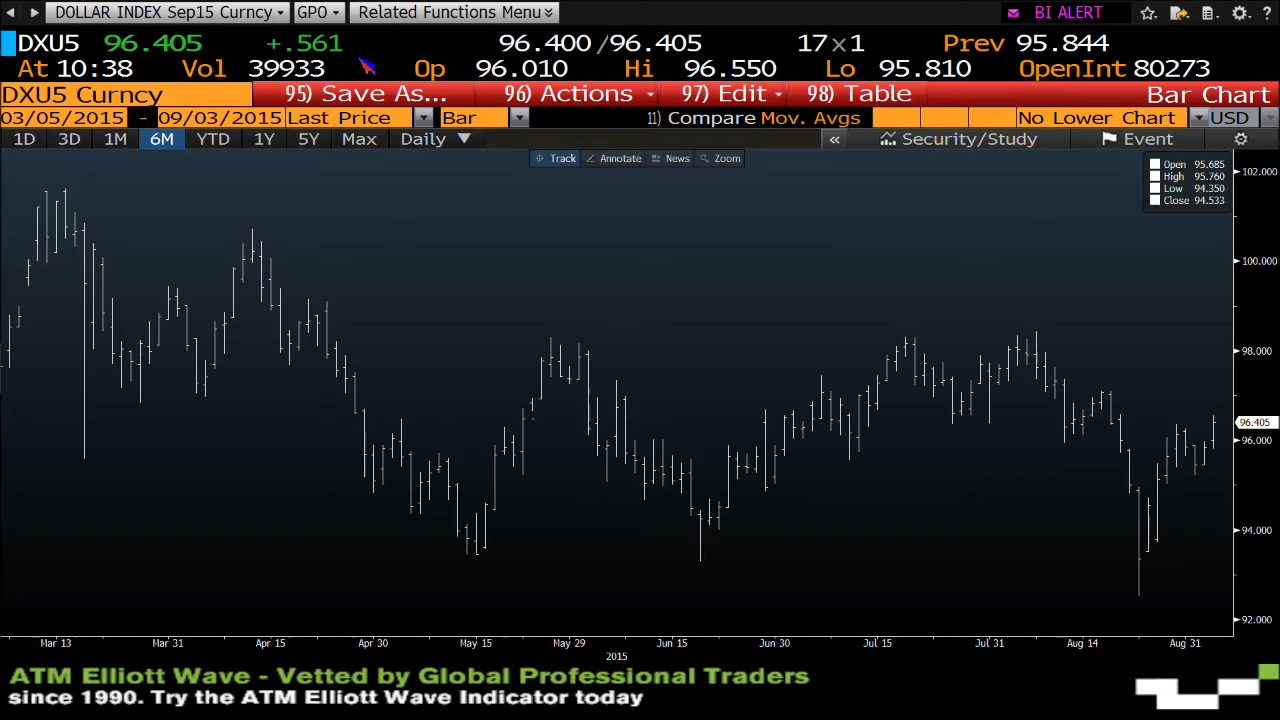 DOLLAR INDEX Sep15 Curncy GPO Related Functions Menu BI ALERT ?
DXU5 96.405 +.561 96.400 /96.405 17x1 Prev 95.844
At 10:38 Vol 39933 Op 96.010 Hi 96.550 Lo 95.810 OpenInt 80273
DXU5 Curncy 95) Save As... 96) Actions 97) Edit 98) Table Bar Chart
03/05/2015 - 09/03/2015 Last Price Bar 11) Compare Mov. Avgs No Lower Chart USD
1D 3D 1M 6M YTD 1Y 5Y Max Daily « Security/Study Event
Track Annotate News Zoom
Open 95.685
High 95.760
Low 94.350
Close 94.533
102.000
100.000
98.000
96.405
96.000
94.000
92.000
Mar 13 Mar 31 Apr 15 Apr 30 May 15 May 29 Jun 15 Jun 30 Jul 15 Jul 31 Aug 14 Aug 31
2015
ATM Elliott Wave - Vetted by Global Professional Traders
since 1990. Try the ATM Elliott Wave Indicator today